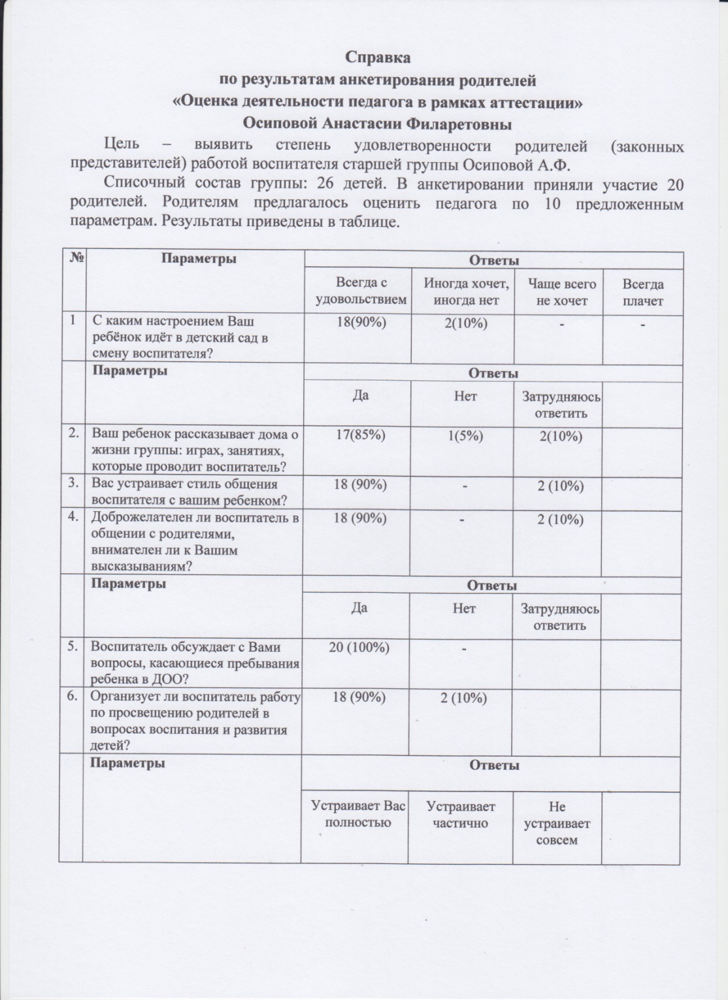 Справка
по результатам анкетирования родителей
«Оценка деятельности педагога в рамках аттестации»
Осиповой Анастасии Филаретовны
Цель – выявить степень удовлетворенности родителей (законных
представителей) работой воспитателя старшей группы Осиповой А.Ф.
Списочный состав группы: 26 детей. В анкетировании приняли участие 20
родителей. Родителям предлагалось оценить педагога по 10 предложенным
параметрам. Результаты приведены в таблице.
№ Параметры Ответы
Всегда с Иногда хочет, Чаще всего Всегда
удовольствием иногда нет не хочет плачет
1 С каким настроением Ваш 18(90%) 2(10%) - -
ребёнок идёт в детский сад в
смену воспитателя?
Параметры Ответы
Да Нет Затрудняюсь
ответить
2. Ваш ребенок рассказывает дома о 17(85%) 1(5%) 2(10%)
жизни группы: играх, занятиях,
которые проводит воспитатель?
3. Вас устраивает стиль общения 18 (90%) - 2 (10%)
воспитателя с вашим ребенком?
4. Доброжелателен ли воспитатель в 18 (90%) - 2 (10%)
общении с родителями,
внимателен ли к Вашим
высказываниям?
Параметры Ответы
Да Нет Затрудняюсь
ответить
5. Воспитатель обсуждает с Вами 20 (100%) -
вопросы, касающиеся пребывания
ребенка в ДОО?
6. Организует ли воспитатель работу 18 (90%) 2 (10%)
по просвещению родителей в
вопросах воспитания и развития
детей?
Параметры Ответы
Устраивает Вас Устраивает Не
полностью частично устраивает
совсем